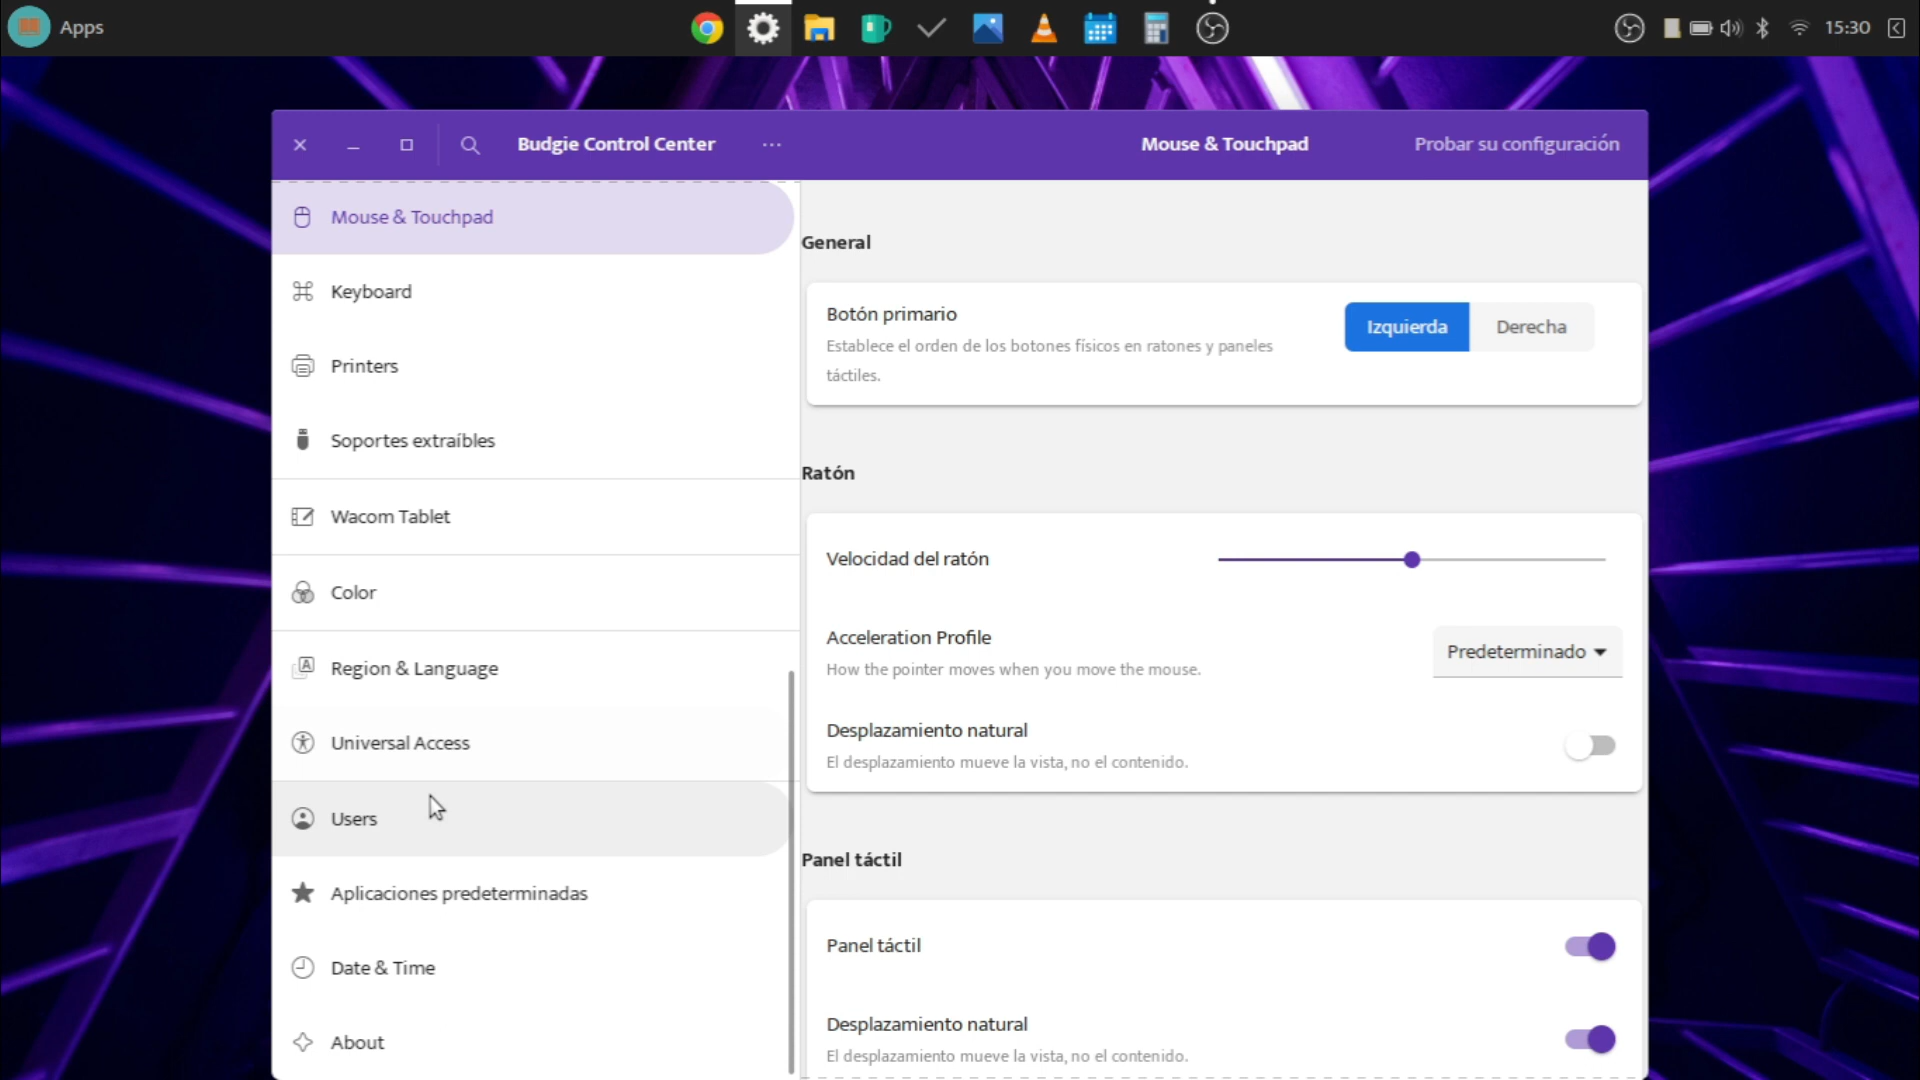 Apps
15:30
Budgie Control Center
Mouse & Touchpad
Probar su configuración
Mouse & Touchpad
Keyboard
Printers
Soportes extraíbles
Wacom Tablet
Color
Region & Language
Universal Access
Users
Aplicaciones predeterminadas
Date & Time
About
General
Botón primario
Establece el orden de los botones físicos en ratones y paneles
táctiles.
Izquierda
Derecha
Ratón
Velocidad del ratón
Acceleration Profile
How the pointer moves when you move the mouse.
Predeterminado
Desplazamiento natural
El desplazamiento mueve la vista, no el contenido.
Panel táctil
Panel táctil
Desplazamiento natural
El desplazamiento mueve la vista, no el contenido.